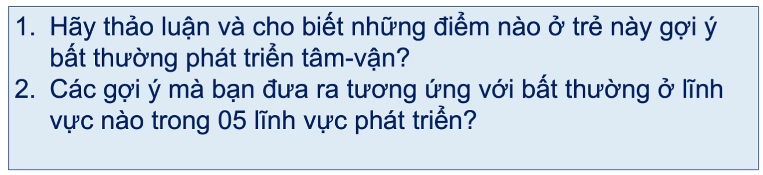 1. Hãy thảo luận và cho biết những điểm nào ở trẻ này gợi ý
bất thường phát triển tâm-vận?
2. Các gợi ý mà bạn đưa ra tương ứng với bất thường ở lĩnh
vực nào trong 05 lĩnh vực phát triển?